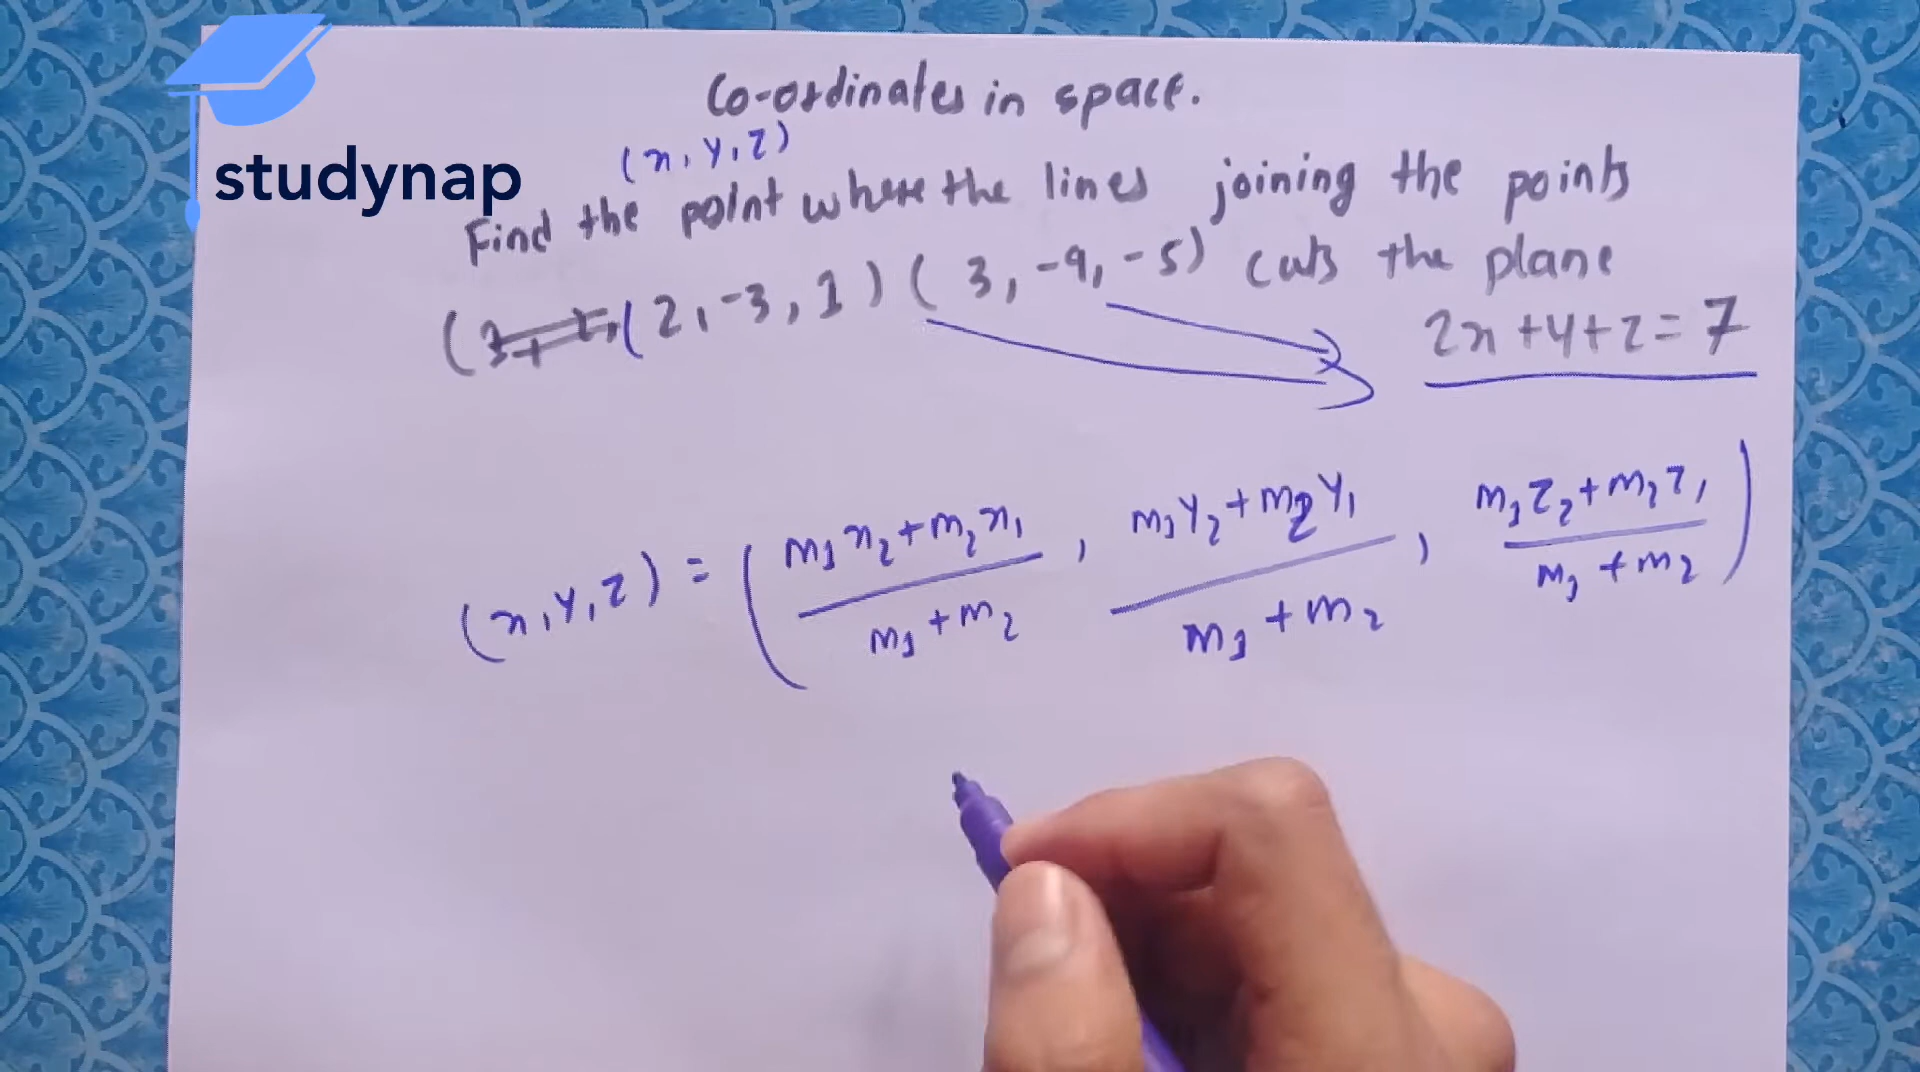 studynap
Co-ordinates in space.
(x, y, z)
Find the point where the lines joining the points
(2, -3, 1) (3, -9, -5) cuts the plane
2x + y + z = 7
(x, y, z) = ( m1x2 + m2x1 / m1 + m2 , m1y2 + m2y1 / m1 + m2 , m1z2 + m2z1 / m1 + m2 )